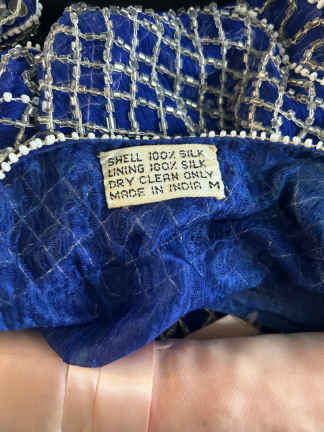 SHELL 100% SILK
LINING 100% SILK
DRY CLEAN ONLY
MADE IN INDIA M